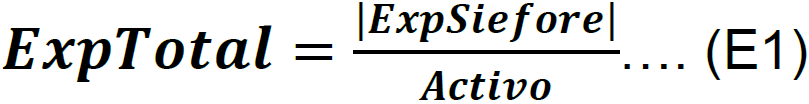 ExpTotal = |ExpSiefore| / Activo .... (E1)